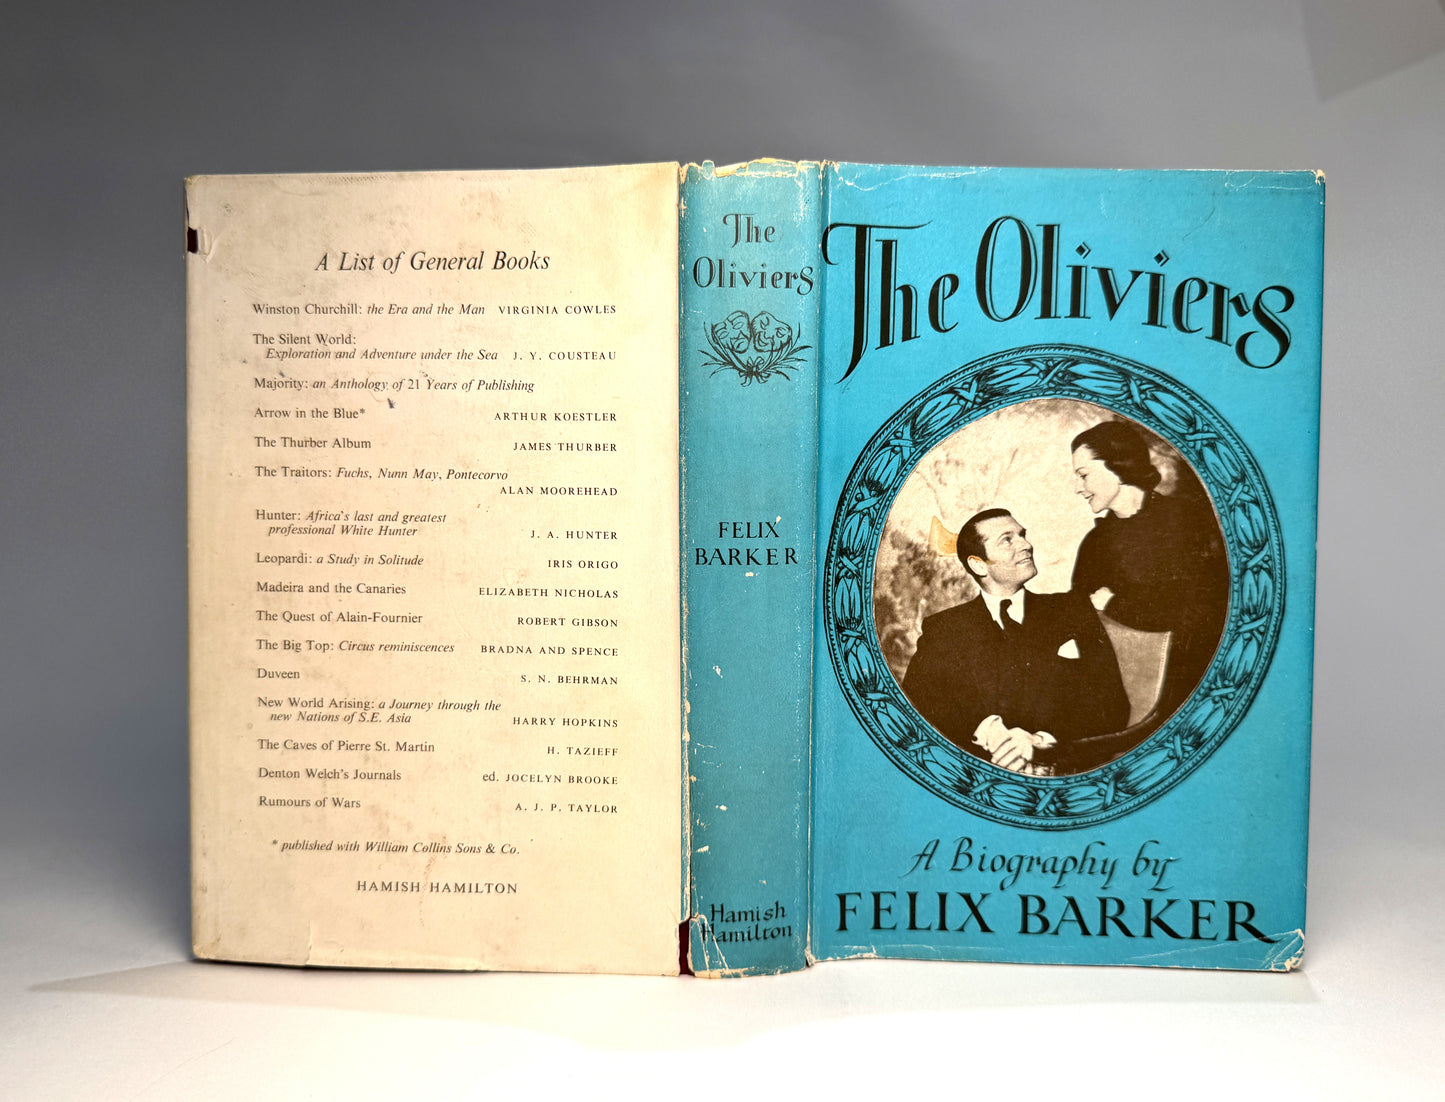 A List of General Books
Winston Churchill: the Era and the Man VIRGINIA COWLES
The Silent World:
Exploration and Adventure under the Sea J. Y. COUSTEAU
Majority: an Anthology of 21 Years of Publishing
Arrow in the Blue* ARTHUR KOESTLER
The Thurber Album JAMES THURBER
The Traitors: Fuchs, Nunn May, Pontecorvo
ALAN MOOREHEAD
Hunter: Africa's last and greatest
professional White Hunter J. A. HUNTER
Leopardi: a Study in Solitude IRIS ORIGO
Madeira and the Canaries ELIZABETH NICHOLAS
The Quest of Alain-Fournier ROBERT GIBSON
The Big Top: Circus reminiscences BRADNA AND SPENCE
Duveen S. N. BEHRMAN
New World Arising: a Journey through the
new Nations of S.E. Asia HARRY HOPKINS
The Caves of Pierre St. Martin H. TAZIEFF
Denton Welch's Journals ed. JOCELYN BROOKE
Rumours of Wars A. J. P. TAYLOR
* published with William Collins Sons & Co.
HAMISH HAMILTON
The
Oliviers
FELIX
BARKER
Hamish
Hamilton
The Oliviers
A Biography by
FELIX BARKER